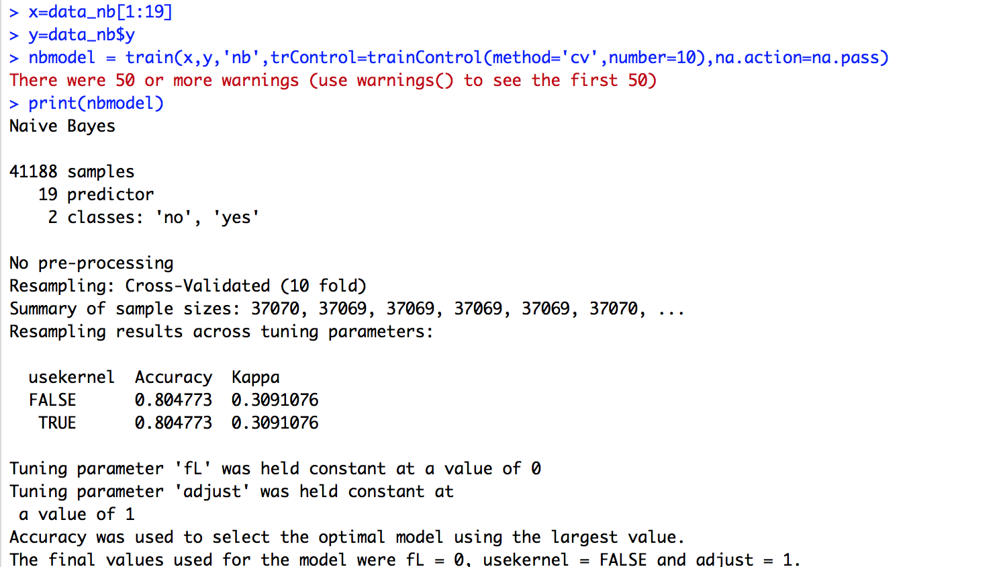 > x=data_nb[1:19]
> y=data_nb$y
> nbmodel = train(x,y,'nb',trControl=trainControl(method='cv',number=10),na.action=na.pass)
There were 50 or more warnings (use warnings() to see the first 50)
> print(nbmodel)
Naive Bayes

41188 samples
   19 predictor
    2 classes: 'no', 'yes'

No pre-processing
Resampling: Cross-Validated (10 fold)
Summary of sample sizes: 37070, 37069, 37069, 37069, 37069, 37070, ...
Resampling results across tuning parameters:

  usekernel  Accuracy  Kappa
  FALSE      0.804773  0.3091076
   TRUE      0.804773  0.3091076

Tuning parameter 'fL' was held constant at a value of 0
Tuning parameter 'adjust' was held constant at
 a value of 1
Accuracy was used to select the optimal model using the largest value.
The final values used for the model were fL = 0, usekernel = FALSE and adjust = 1.